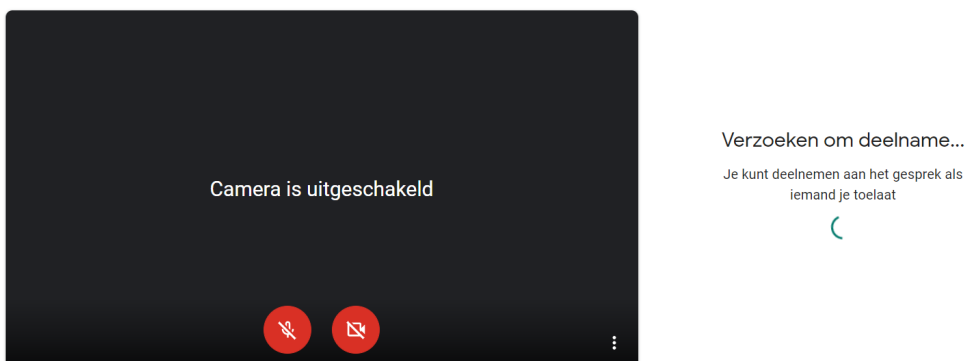 Camera is uitgeschakeld
Verzoeken om deelname...
Je kunt deelnemen aan het gesprek als
iemand je toelaat